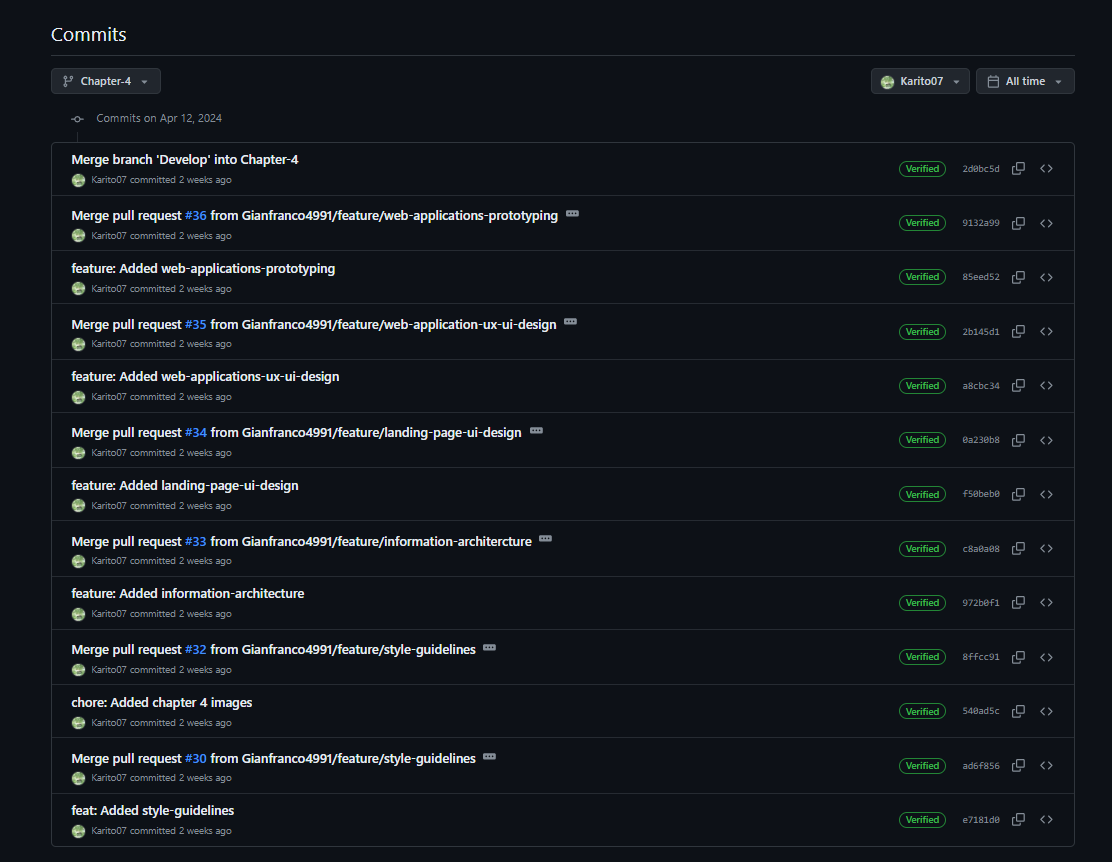 Commits
Chapter-4
Karito07
All time
Commits on Apr 12, 2024
Merge branch 'Develop' into Chapter-4
Karito07 committed 2 weeks ago
Verified
2d0bc5d
Merge pull request #36 from Gianfranco4991/feature/web-applications-prototyping
Karito07 committed 2 weeks ago
Verified
9132a99
feature: Added web-applications-prototyping
Karito07 committed 2 weeks ago
Verified
85eed52
Merge pull request #35 from Gianfranco4991/feature/web-application-ux-ui-design
Karito07 committed 2 weeks ago
Verified
2b145d1
feature: Added web-applications-ux-ui-design
Karito07 committed 2 weeks ago
Verified
a8cbc34
Merge pull request #34 from Gianfranco4991/feature/landing-page-ui-design
Karito07 committed 2 weeks ago
Verified
0a230b8
feature: Added landing-page-ui-design
Karito07 committed 2 weeks ago
Verified
f50beb0
Merge pull request #33 from Gianfranco4991/feature/information-architercture
Karito07 committed 2 weeks ago
Verified
c8a0a08
feature: Added information-architecture
Karito07 committed 2 weeks ago
Verified
972b0f1
Merge pull request #32 from Gianfranco4991/feature/style-guidelines
Karito07 committed 2 weeks ago
Verified
8ffcc91
chore: Added chapter 4 images
Karito07 committed 2 weeks ago
Verified
540ad5c
Merge pull request #30 from Gianfranco4991/feature/style-guidelines
Karito07 committed 2 weeks ago
Verified
ad6f856
feat: Added style-guidelines
Karito07 committed 2 weeks ago
Verified
e7181d0